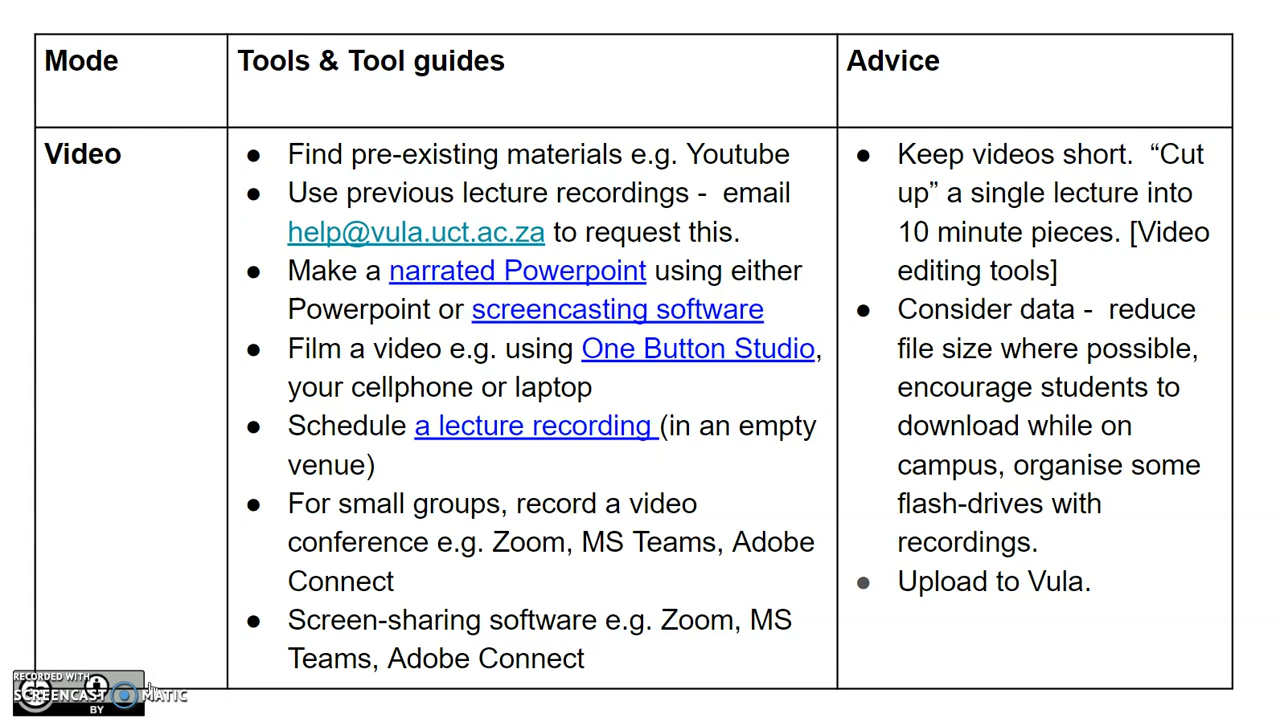 Mode
Tools & Tool guides
Advice
Video
● Find pre-existing materials e.g. Youtube
● Use previous lecture recordings -  email
help@vula.uct.ac.za to request this.
● Make a narrated Powerpoint using either
Powerpoint or screencasting software
● Film a video e.g. using One Button Studio,
your cellphone or laptop
● Schedule a lecture recording (in an empty
venue)
● For small groups, record a video
conference e.g. Zoom, MS Teams, Adobe
Connect
● Screen-sharing software e.g. Zoom, MS
Teams, Adobe Connect
● Keep videos short.  “Cut
up” a single lecture into
10 minute pieces. [Video
editing tools]
● Consider data -  reduce
file size where possible,
encourage students to
download while on
campus, organise some
flash-drives with
recordings.
● Upload to Vula.
RECORDED WITH
SCREENCAST MATIC
BY